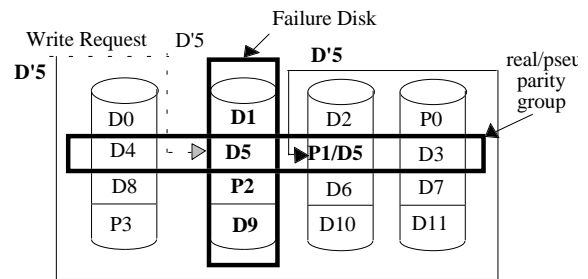 Failure Disk
Write Request
D'5
D'5
D'5
real/pseu
parity
group
D0 D1 D2 P0
D4 D5 P1/D5 D3
D8 P2 D6 D7
P3 D9 D10 D11